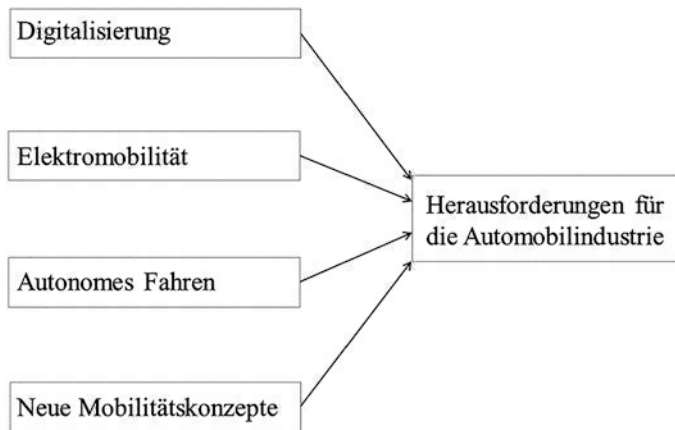 Digitalisierung
Elektromobilität
Herausforderungen für
die Automobilindustrie
Autonomes Fahren
Neue Mobilitätskonzepte